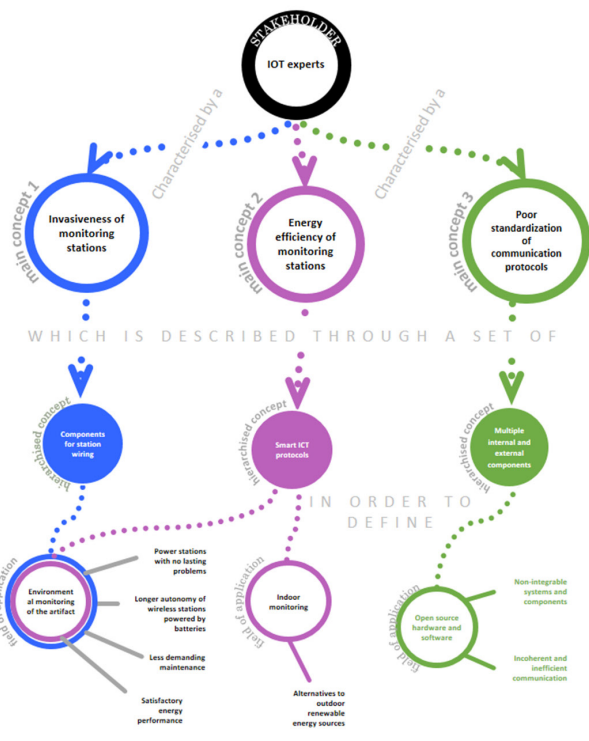 STAKEHOLDER
IOT experts
Characterised by a
Characterised by a
main concept 1
Invasiveness of
monitoring
stations
main concept 2
Energy
efficiency of
monitoring
stations
main concept 3
Poor
standardization
of
communication
protocols
WHICH IS DESCRIBED THROUGH A SET OF
hierarchised concept
Components
for station
wiring
hierarchised concept
Smart ICT
protocols
hierarchised concept
Multiple
internal and
external
components
IN ORDER TO
DEFINE
field of application
Environment
al monitoring
of the artifact
Power stations
with no lasting
problems
Longer autonomy of
wireless stations
powered by
batteries
Less demanding
maintenance
Satisfactory
energy
performance
field of application
Indoor
monitoring
Alternatives to
outdoor
renewable
energy sources
field of application
Open source
hardware and
software
Non-integrable
systems and
components
Incoherent and
inefficient
communication